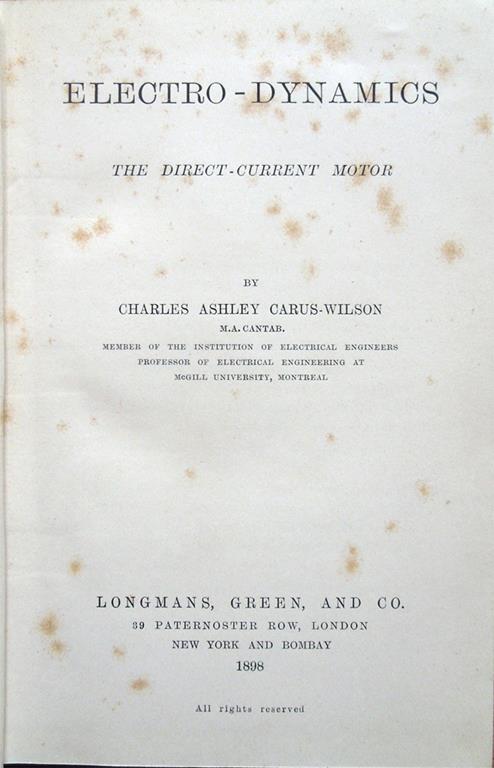 ELECTRO-DYNAMICS
THE DIRECT-CURRENT MOTOR
BY
CHARLES ASHLEY CARUS-WILSON
M.A. CANTAB.
MEMBER OF THE INSTITUTION OF ELECTRICAL ENGINEERS
PROFESSOR OF ELECTRICAL ENGINEERING AT
McGILL UNIVERSITY, MONTREAL
LONGMANS, GREEN, AND CO.
39 PATERNOSTER ROW, LONDON
NEW YORK AND BOMBAY
1898
All rights reserved